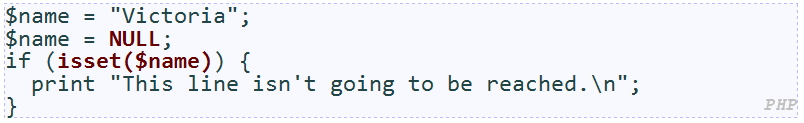 $name = "Victoria";
$name = NULL;
if (isset($name)) {
  print "This line isn't going to be reached.\n";
}
PHP